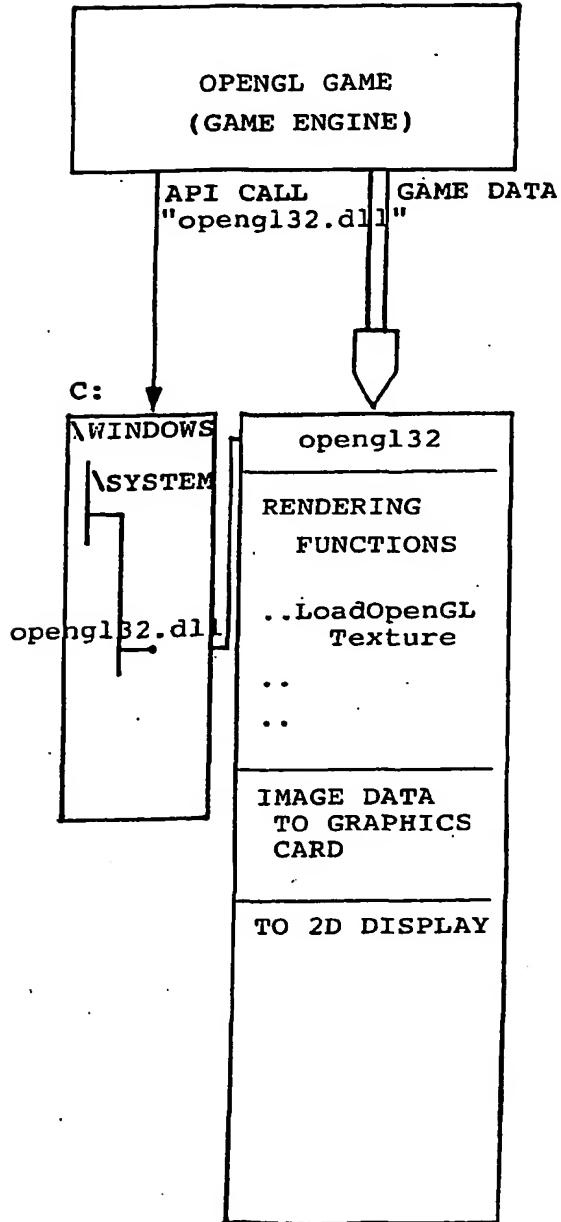 OPENGL GAME
(GAME ENGINE)
API CALL
"opengl32.dll"
GAME DATA
C:
\WINDOWS
\SYSTEM
opengl32.dll
opengl32
RENDERING
FUNCTIONS
..LoadOpenGL
Texture
..
..
IMAGE DATA
TO GRAPHICS
CARD
TO 2D DISPLAY